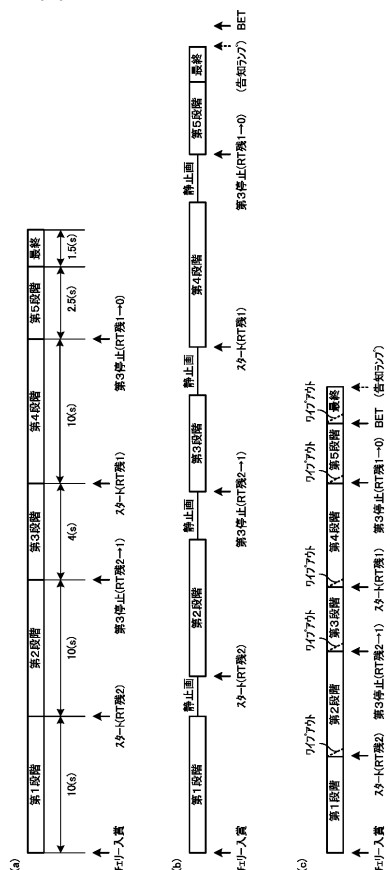 (a)
第1段階
第2段階
第3段階
第4段階
第5段階
最終
10(s)
10(s)
4(s)
10(s)
2.5(s)
1.5(s)
チェリー入賞
スタート(RT残2)
第3停止(RT残2→1)
スタート(RT残1)
第3停止(RT残1→0)
(b)
第1段階
静止画
第2段階
静止画
第3段階
静止画
第4段階
静止画
第5段階
最終
チェリー入賞
スタート(RT残2)
第3停止(RT残2→1)
スタート(RT残1)
第3停止(RT残1→0)
(告知ランプ)
BET
(c)
ワイプアウト
ワイプアウト
ワイプアウト
ワイプアウト
ワイプアウト
第1段階
第2段階
第3段階
第4段階
第5段階
最終
チェリー入賞
スタート(RT残2)
第3停止(RT残2→1)
スタート(RT残1)
第3停止(RT残1→0)
BET
(告知ランプ)